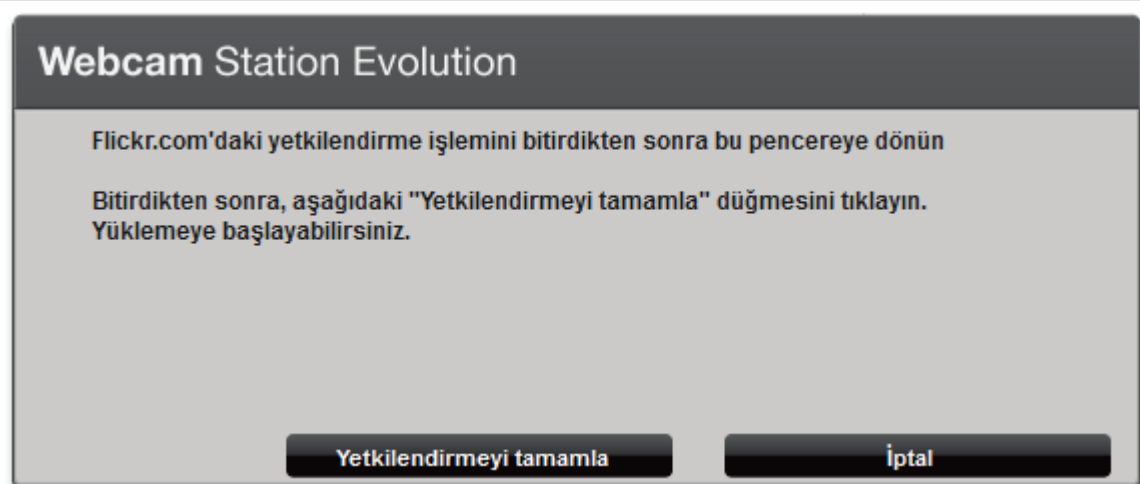 Webcam Station Evolution
Flickr.com'daki yetkilendirme işlemini bitirdikten sonra bu pencereye dönün
Bitirdikten sonra, aşağıdaki "Yetkilendirmeyi tamamla" düğmesini tıklayın.
Yüklemeye başlayabilirsiniz.
Yetkilendirmeyi tamamla
İptal